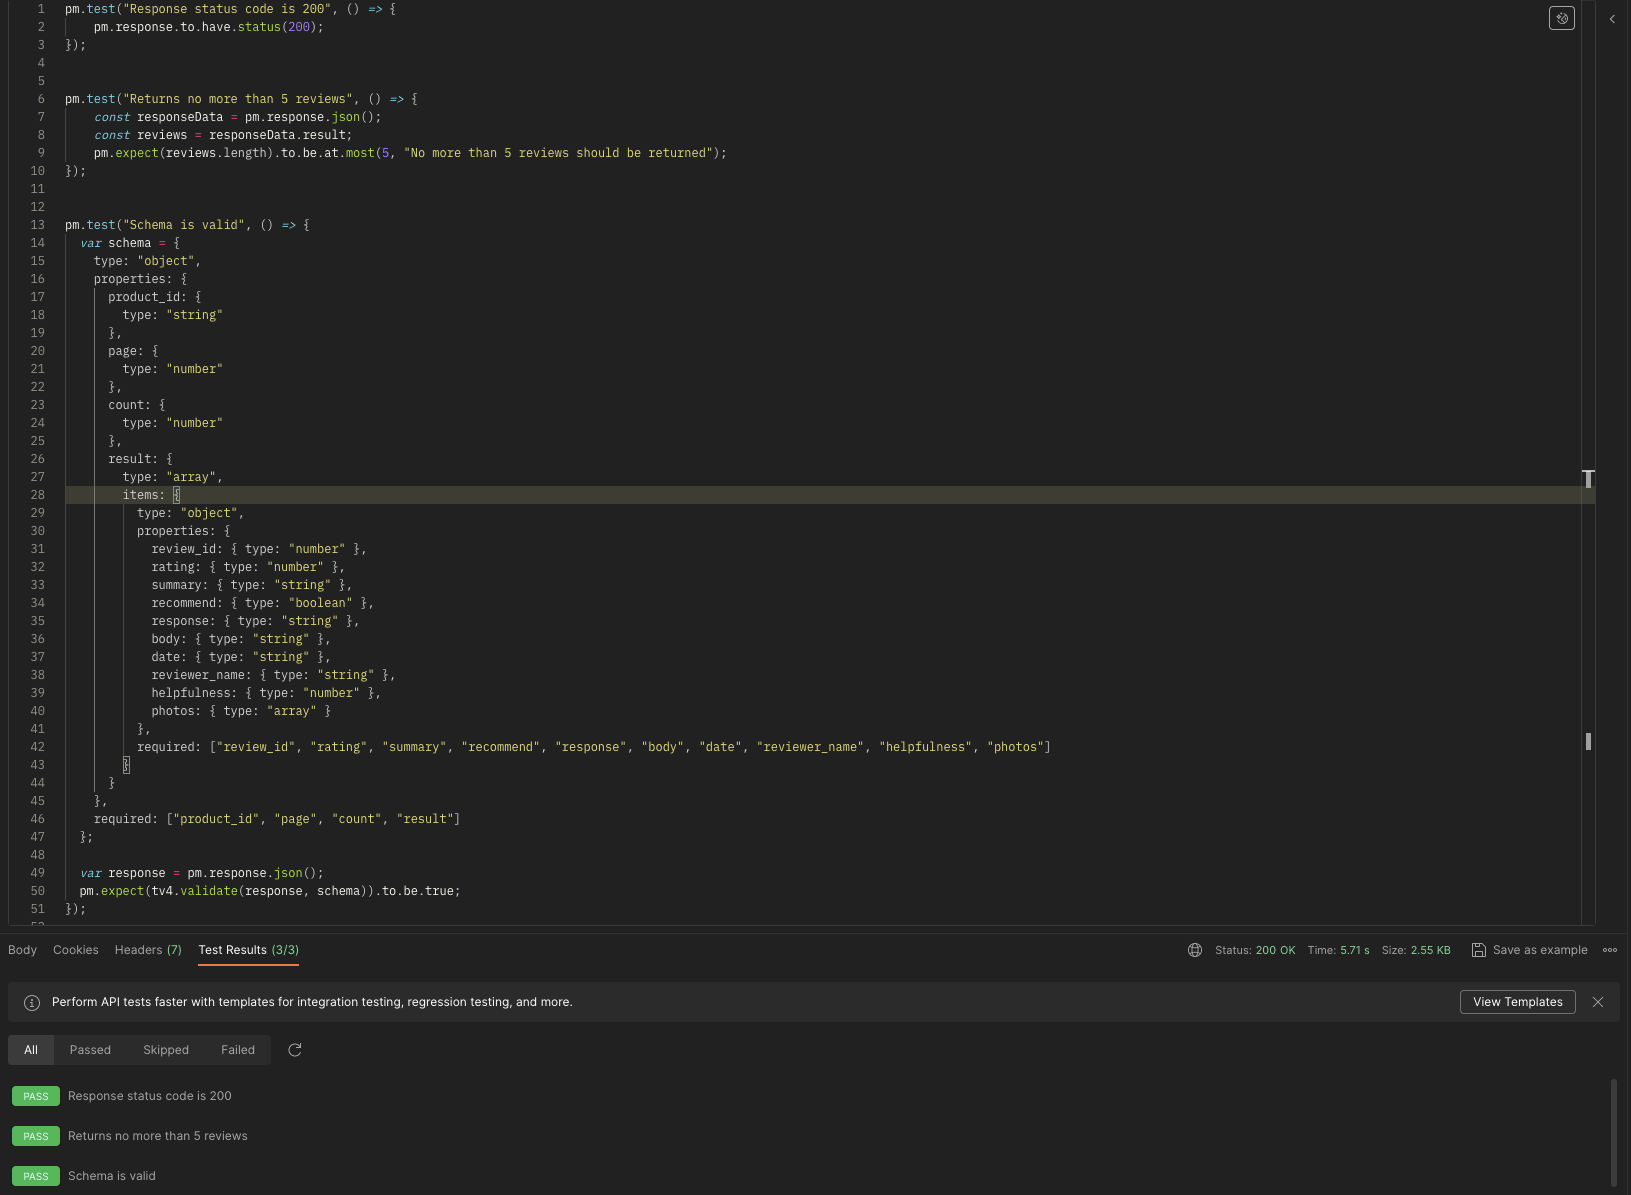 1 pm.test("Response status code is 200", () => {
2 pm.response.to.have.status(200);
3 });
4
5
6 pm.test("Returns no more than 5 reviews", () => {
7 const responseData = pm.response.json();
8 const reviews = responseData.result;
9 pm.expect(reviews.length).to.be.at.most(5, "No more than 5 reviews should be returned");
10 });
11
12
13 pm.test("Schema is valid", () => {
14 var schema = {
15 type: "object",
16 properties: {
17 product_id: {
18 type: "string"
19 },
20 page: {
21 type: "number"
22 },
23 count: {
24 type: "number"
25 },
26 result: {
27 type: "array",
28 items: {
29 type: "object",
30 properties: {
31 review_id: { type: "number" },
32 rating: { type: "number" },
33 summary: { type: "string" },
34 recommend: { type: "boolean" },
35 response: { type: "string" },
36 body: { type: "string" },
37 date: { type: "string" },
38 reviewer_name: { type: "string" },
39 helpfulness: { type: "number" },
40 photos: { type: "array" }
41 },
42 required: ["review_id", "rating", "summary", "recommend", "response", "body", "date", "reviewer_name", "helpfulness", "photos"]
43 }
44 }
45 },
46 required: ["product_id", "page", "count", "result"]
47 };
48
49 var response = pm.response.json();
50 pm.expect(tv4.validate(response, schema)).to.be.true;
51 });
Body Cookies Headers (7) Test Results (3/3) Status: 200 OK Time: 5.71 s Size: 2.55 KB Save as example
Perform API tests faster with templates for integration testing, regression testing, and more. View Templates
All Passed Skipped Failed
PASS Response status code is 200
PASS Returns no more than 5 reviews
PASS Schema is valid